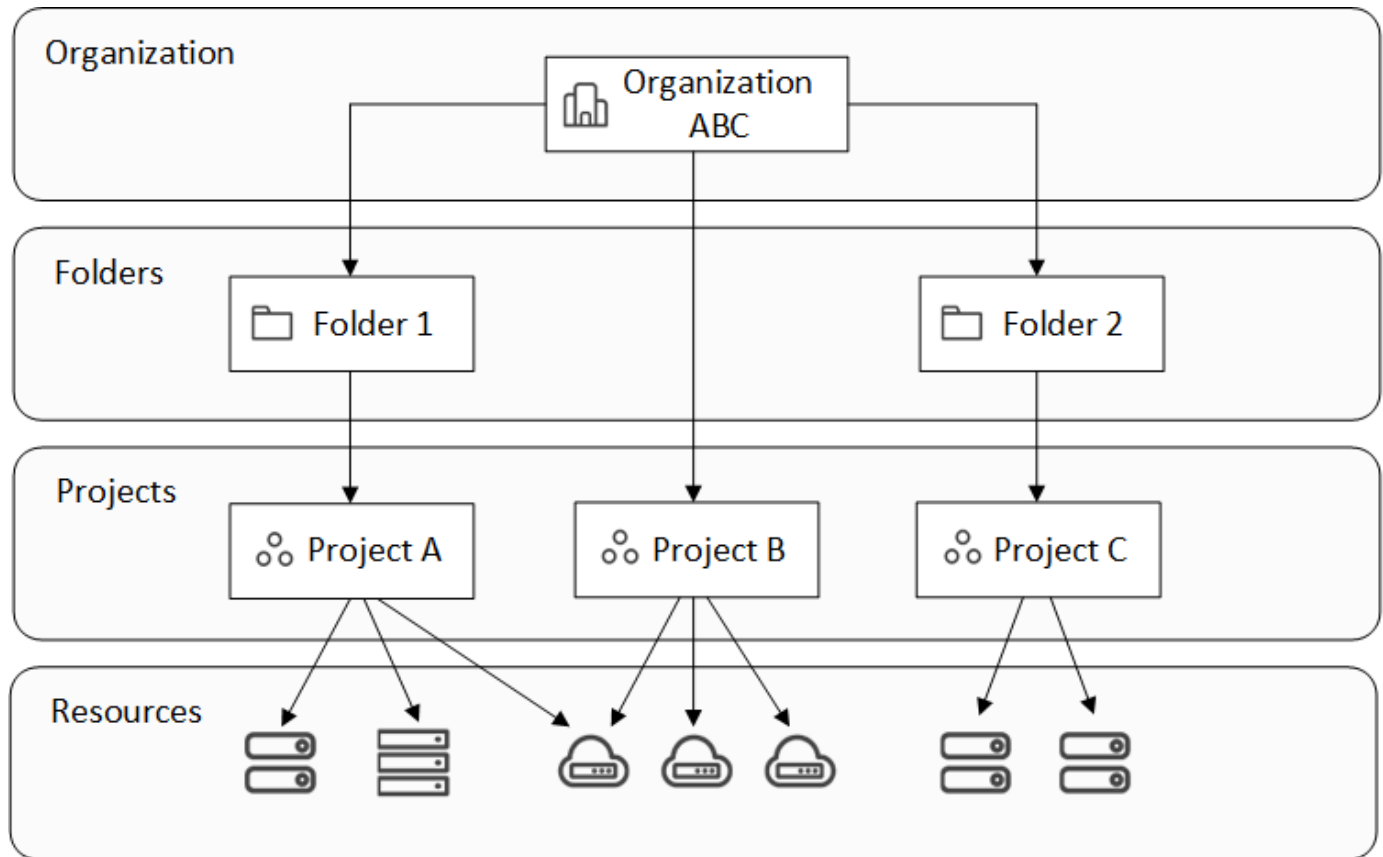 Organization
Organization
ABC
Folders
Folder 1
Folder 2
Projects
Project A
Project B
Project C
Resources